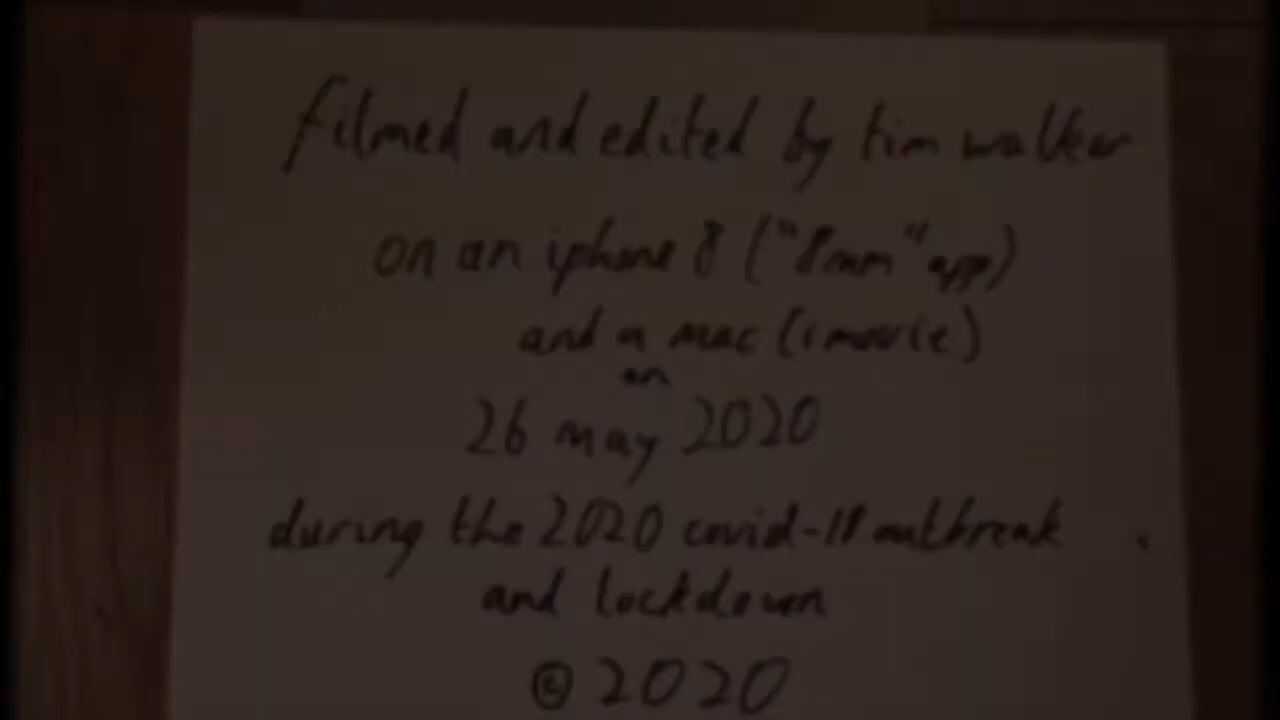 filmed and edited by tim walker
on an iphone 8 ("8mm" app)
and a mac (imovie)
on
26 may 2020
during the 2020 covid-19 outbreak
and lockdown
© 2020